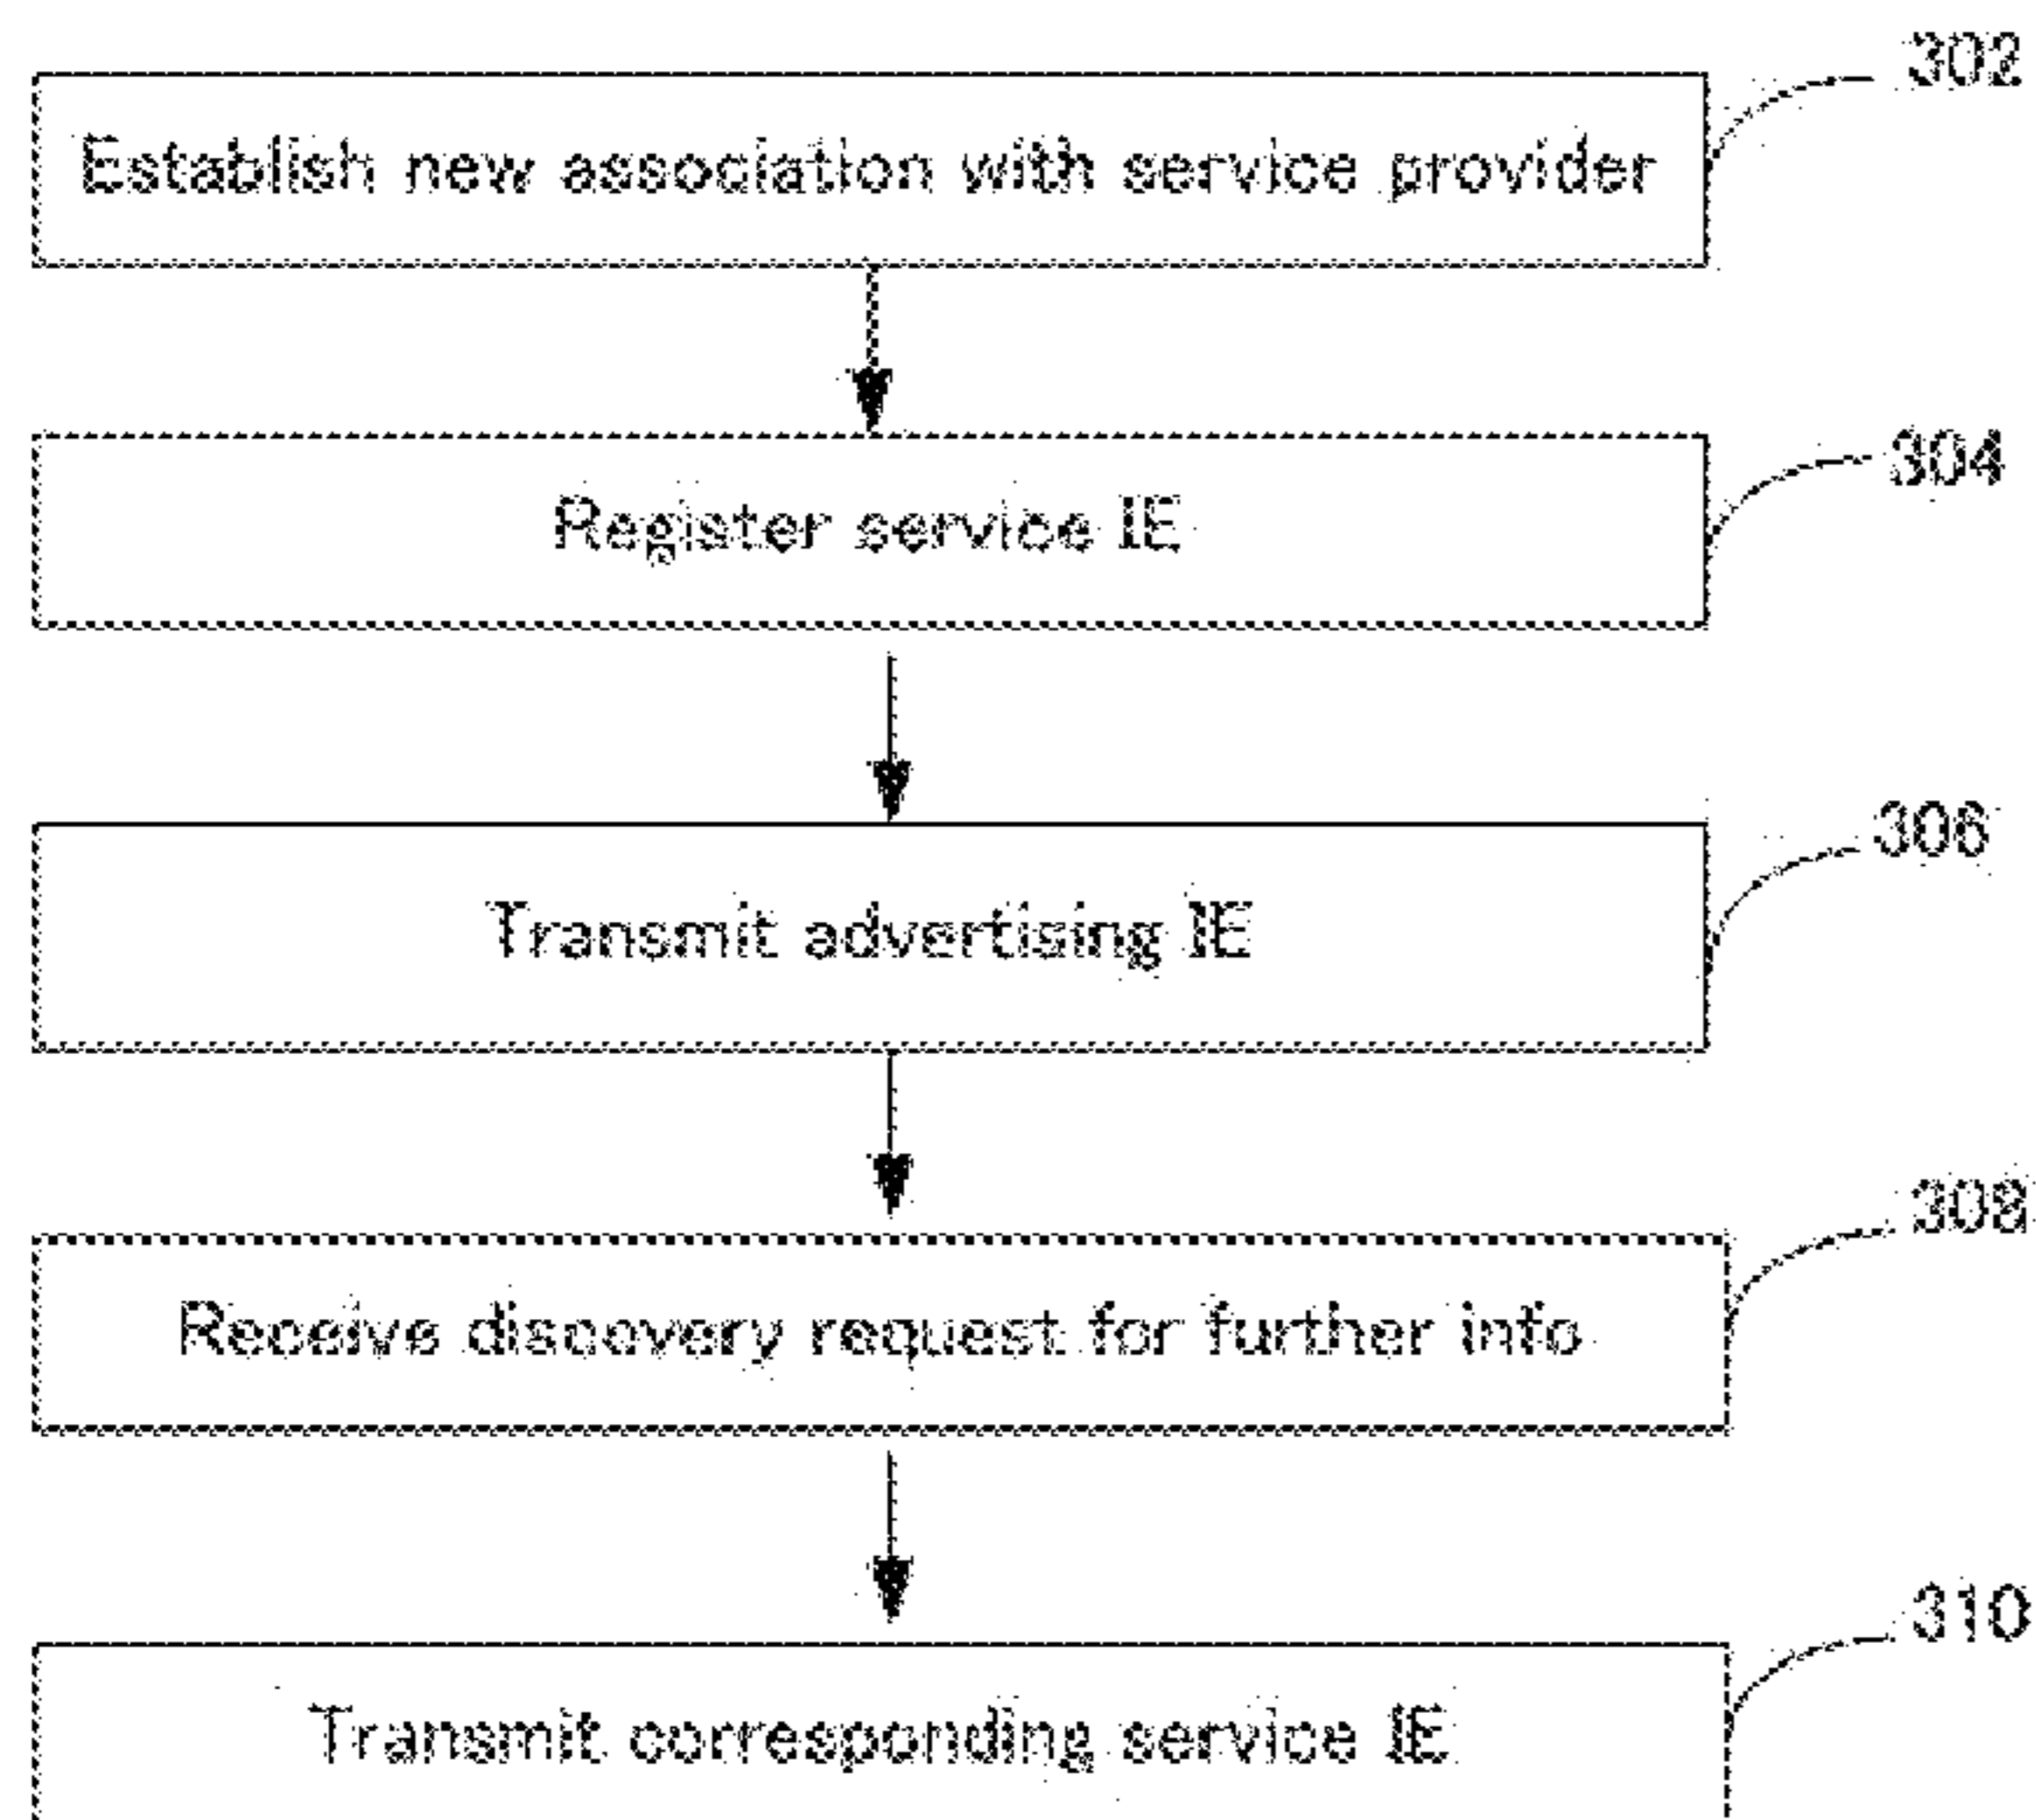 302
Establish new association with service provider
304
Register service IE
306
Transmit advertising IE
308
Receive discovery request for further info
310
Transmit corresponding service IE